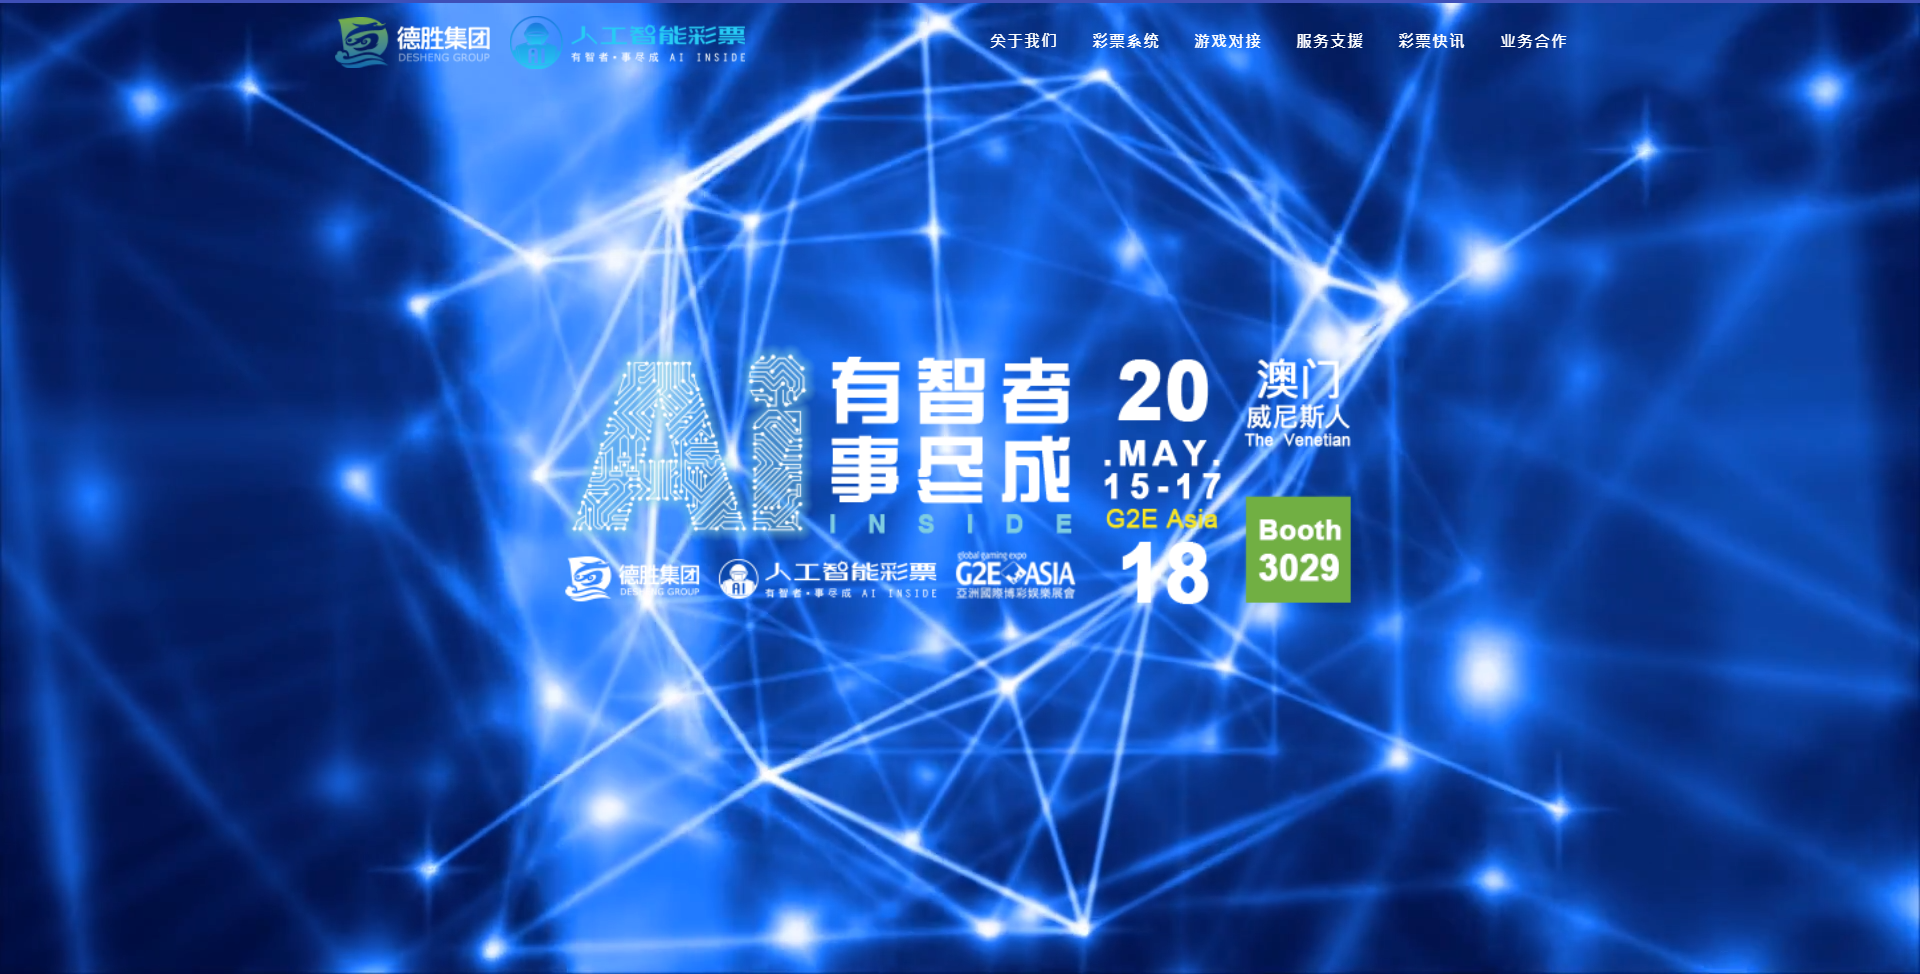 德胜集团
DESHENG GROUP
人工智能彩票
有智者•事尽成 AI INSIDE
关于我们 彩票系统 游戏对接 服务支援 彩票快讯 业务合作
AI
有智者
事尽成
INSIDE
20
.MAY.
15-17
G2E Asia
18
澳门
威尼斯人
The Venetian
Booth
3029
德胜集团
DESHENG GROUP
AI
人工智能彩票
有智者•事尽成 AI INSIDE
global gaming expo
G2E ASIA
亞洲國際博彩娛樂展會